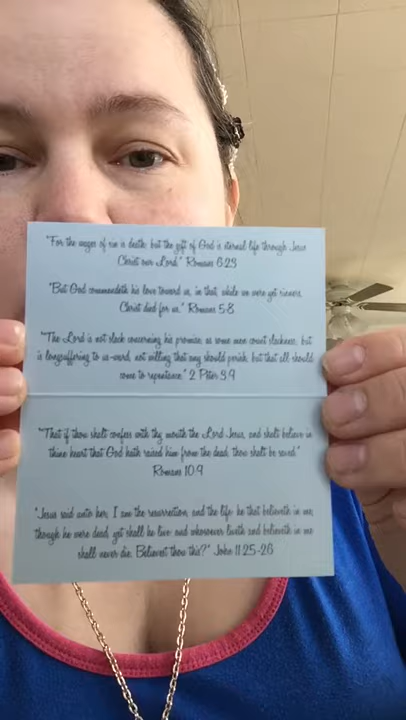 "For the wages of sin is death; but the gift of God is eternal life through Jesus
Christ our Lord." Romans 6:23
"But God commendeth his love toward us, in that, while we were yet sinners,
Christ died for us." Romans 5:8
"The Lord is not slack concerning his promise, as some men count slackness; but
is longsuffering to us-ward, not willing that any should perish, but that all should
come to repentance." 2 Peter 3:9
"That if thou shalt confess with thy mouth the Lord Jesus, and shalt believe in
thine heart that God hath raised him from the dead, thou shalt be saved."
Romans 10:9
"Jesus said unto her, I am the resurrection, and the life: he that believeth in me,
though he were dead, yet shall he live: and whosoever liveth and believeth in me
shall never die. Believest thou this?" John 11:25-26